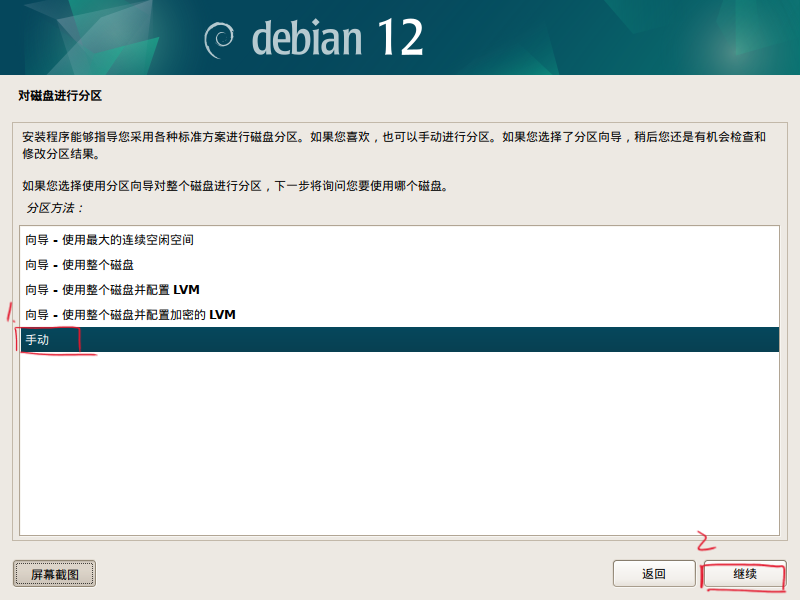 debian 12
对磁盘进行分区
安装程序能够指导您采用各种标准方案进行磁盘分区。如果您喜欢，也可以手动进行分区。如果您选择了分区向导，稍后您还是有机会检查和
修改分区结果。
如果您选择使用分区向导对整个磁盘进行分区，下一步将询问您要使用哪个磁盘。
分区方法：
向导 - 使用最大的连续空闲空间
向导 - 使用整个磁盘
向导 - 使用整个磁盘并配置 LVM
向导 - 使用整个磁盘并配置加密的 LVM
1.
手动
2
屏幕截图
返回
继续